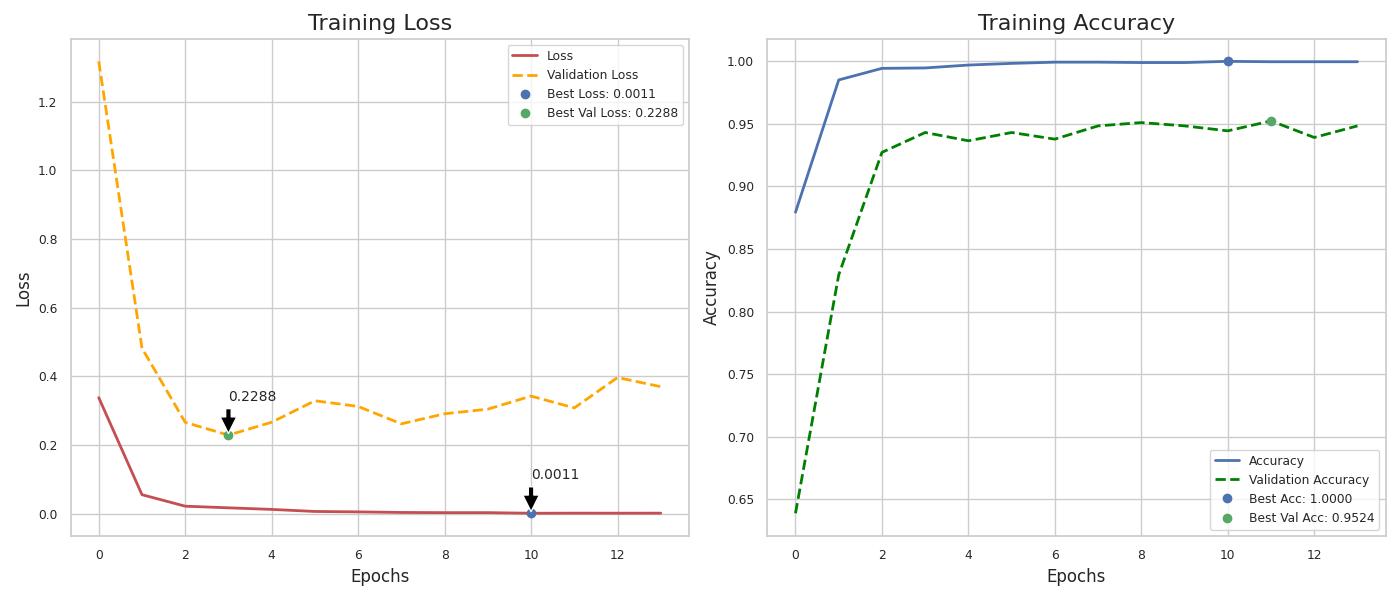 Training Loss
Loss
Validation Loss
Best Loss: 0.0011
Best Val Loss: 0.2288
1.2
1.0
0.8
0.6
0.4
0.2
0.0
Loss
0.2288
0.0011
0 2 4 6 8 10 12
Epochs
Training Accuracy
1.00
0.95
0.90
0.85
0.80
0.75
0.70
0.65
Accuracy
Accuracy
Validation Accuracy
Best Acc: 1.0000
Best Val Acc: 0.9524
0 2 4 6 8 10 12
Epochs